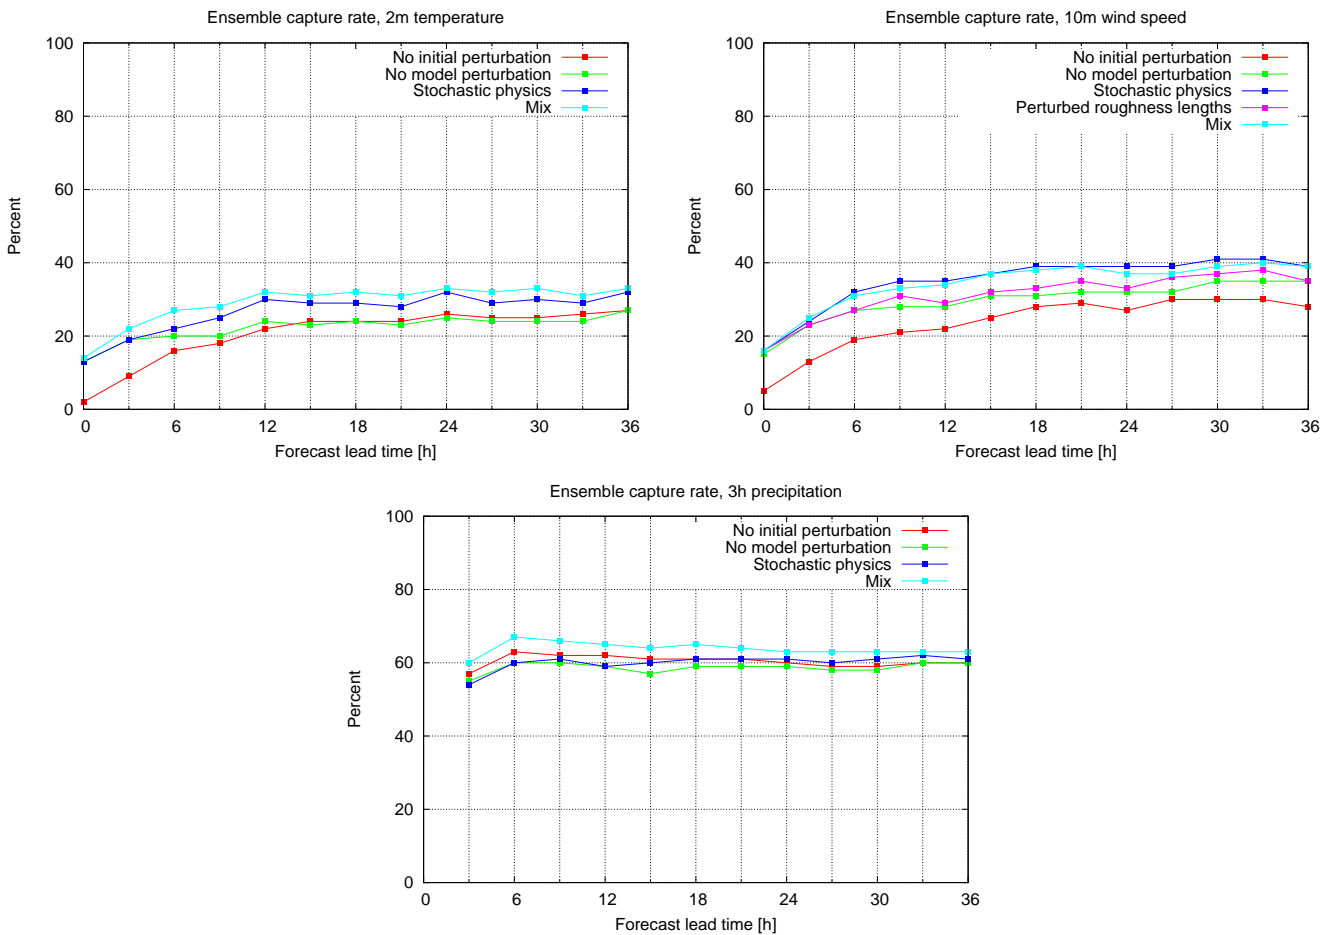 Ensemble capture rate, 2m temperature
100
80
60
40
20
0
Percent
No initial perturbation
No model perturbation
Stochastic physics
Mix
0 6 12 18 24 30 36
Forecast lead time [h]
Ensemble capture rate, 10m wind speed
100
80
60
40
20
0
Percent
No initial perturbation
No model perturbation
Stochastic physics
Perturbed roughness lengths
Mix
0 6 12 18 24 30 36
Forecast lead time [h]
Ensemble capture rate, 3h precipitation
100
80
60
40
20
0
Percent
No initial perturbation
No model perturbation
Stochastic physics
Mix
0 6 12 18 24 30 36
Forecast lead time [h]